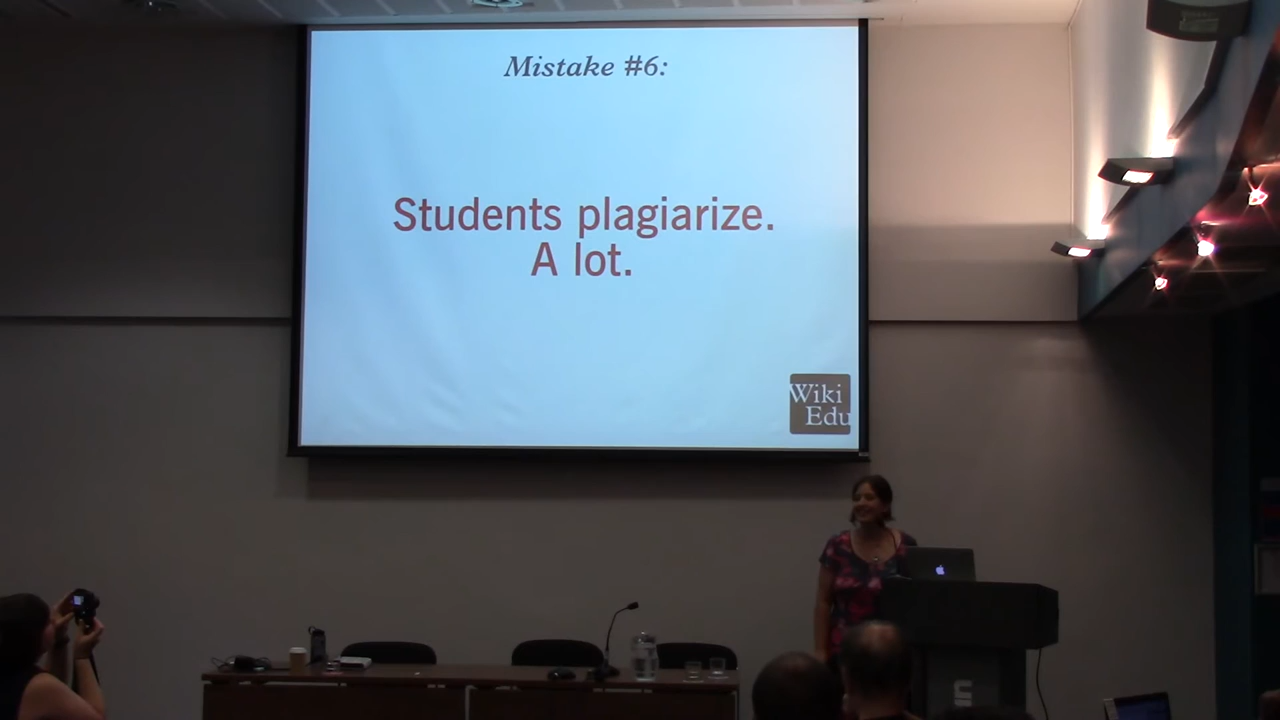 Mistake #6:
Students plagiarize.
A lot.
Wiki
Edu